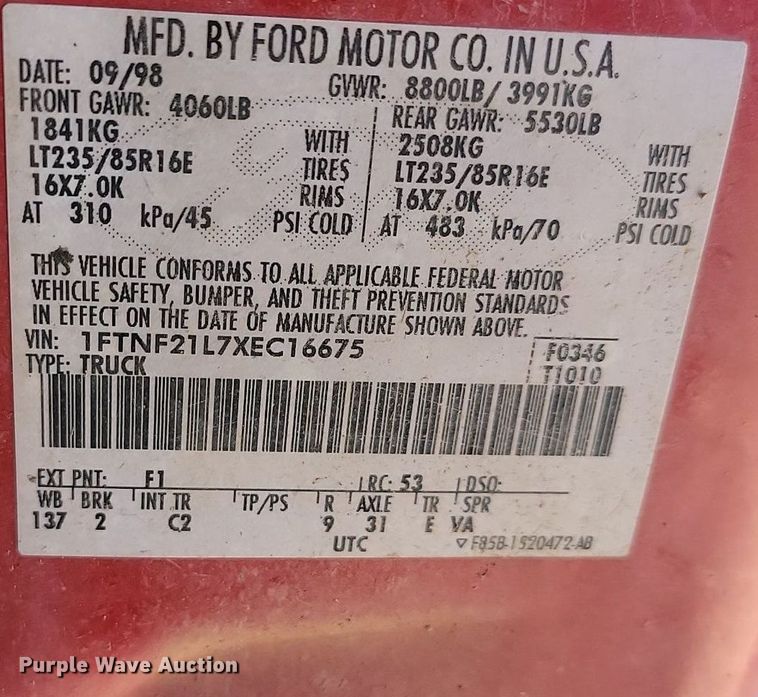 MFD. BY FORD MOTOR CO. IN U.S.A.
DATE: 09/98 GVWR: 8800LB/ 3991KG
FRONT GAWR: 4060LB REAR GAWR: 5530LB
1841KG WITH 2508KG WITH
LT235/85R16E TIRES LT235/85R16E TIRES
16X7.0K RIMS 16X7.0K RIMS
AT 310 kPa/45 PSI COLD AT 483 kPa/70 PSI COLD
THIS VEHICLE CONFORMS TO ALL APPLICABLE FEDERAL MOTOR
VEHICLE SAFETY, BUMPER, AND THEFT PREVENTION STANDARDS
IN EFFECT ON THE DATE OF MANUFACTURE SHOWN ABOVE.
VIN: 1FTNF21L7XEC16675 F0346
TYPE: TRUCK T1010
EXT PNT: F1 RC: 53 DSO:
WB BRK INT TR TP/PS R AXLE TR SPR
137 2 C2 9 31 E VA
UTC ▽F85B-1520472-AB
Purple Wave Auction